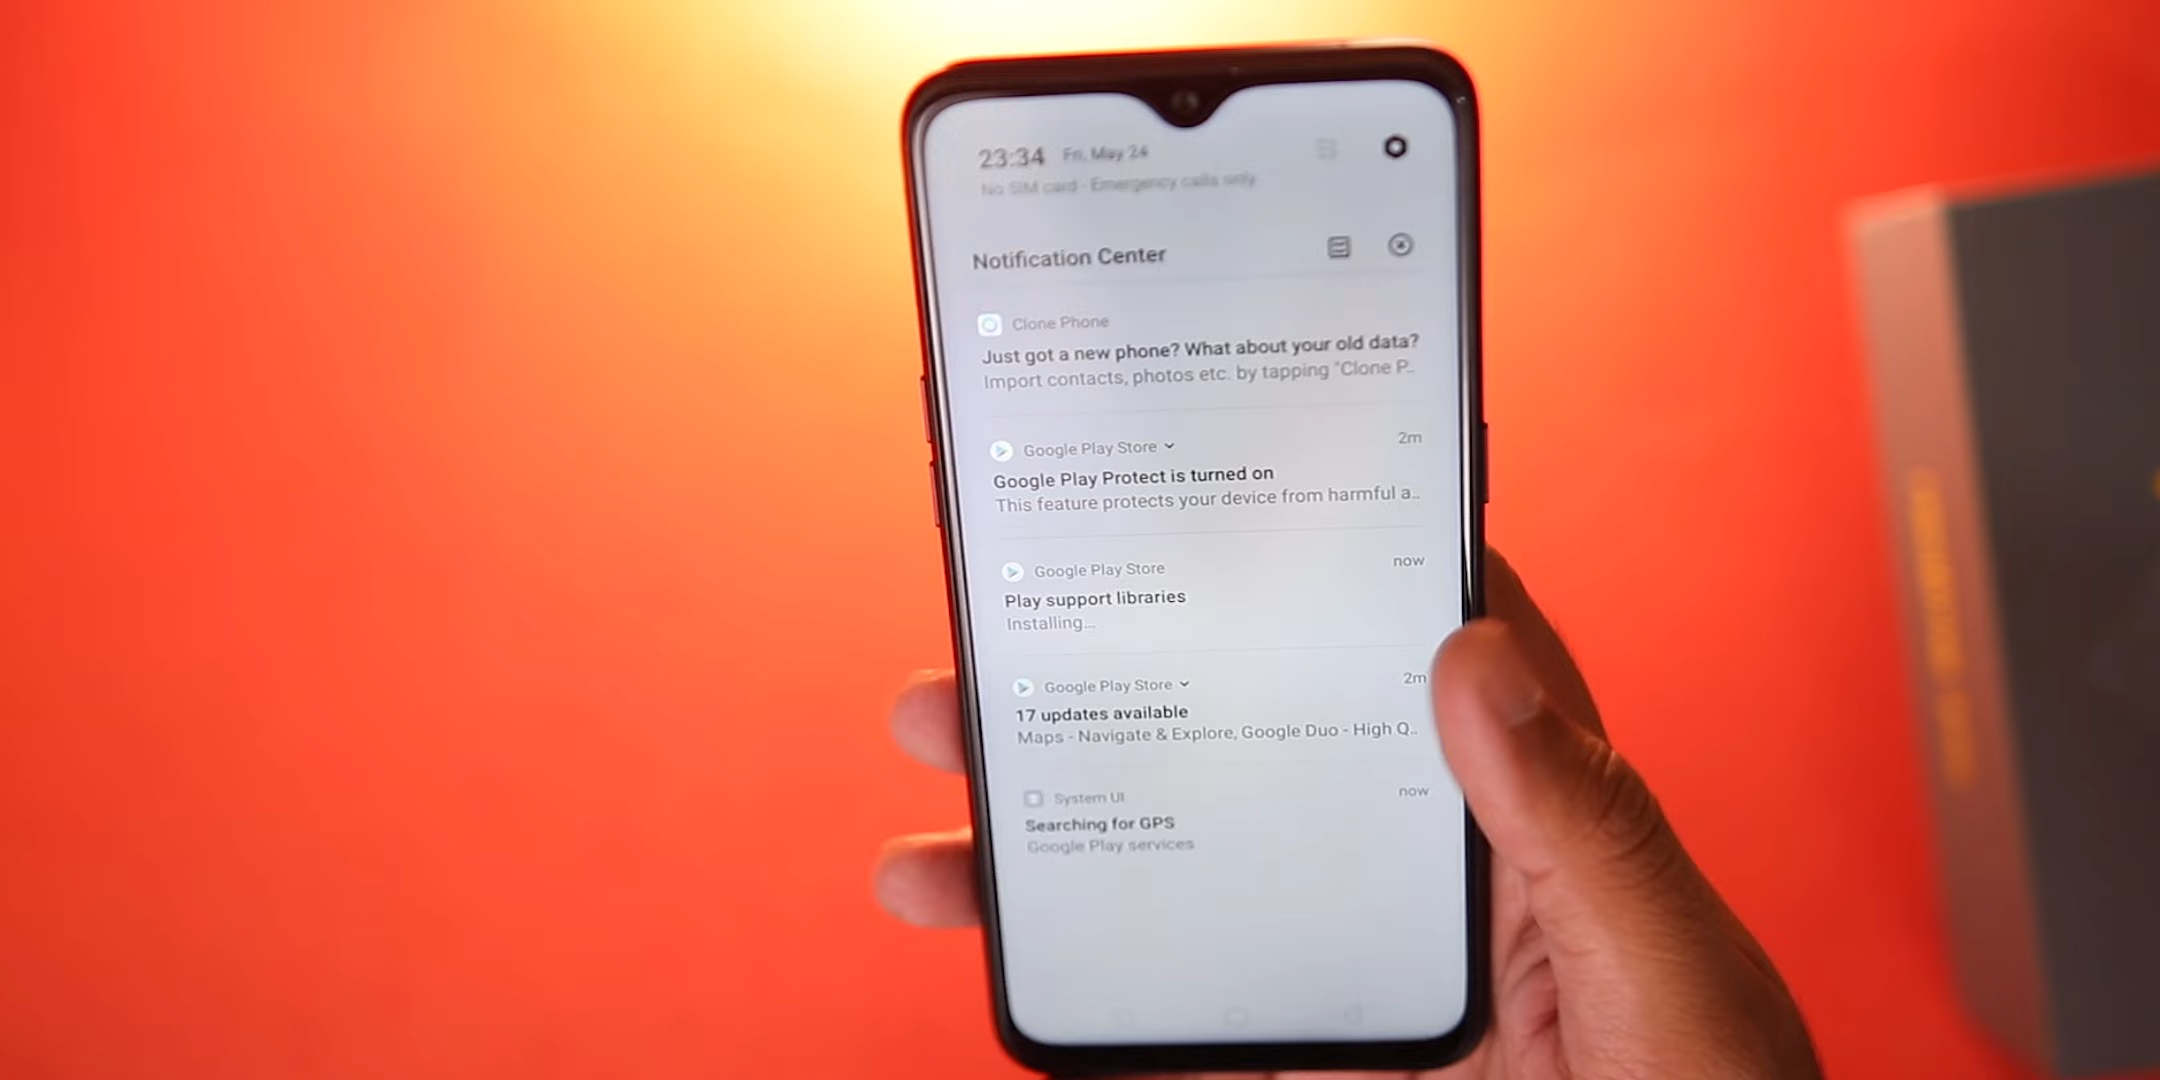 23:34 Fri, May 24
No SIM card - Emergency calls only
Notification Center
Clone Phone
Just got a new phone? What about your old data?
Import contacts, photos etc. by tapping "Clone P..
Google Play Store 2m
Google Play Protect is turned on
This feature protects your device from harmful a..
Google Play Store now
Play support libraries
Installing...
Google Play Store 2m
17 updates available
Maps - Navigate & Explore, Google Duo - High Q..
System UI now
Searching for GPS
Google Play services